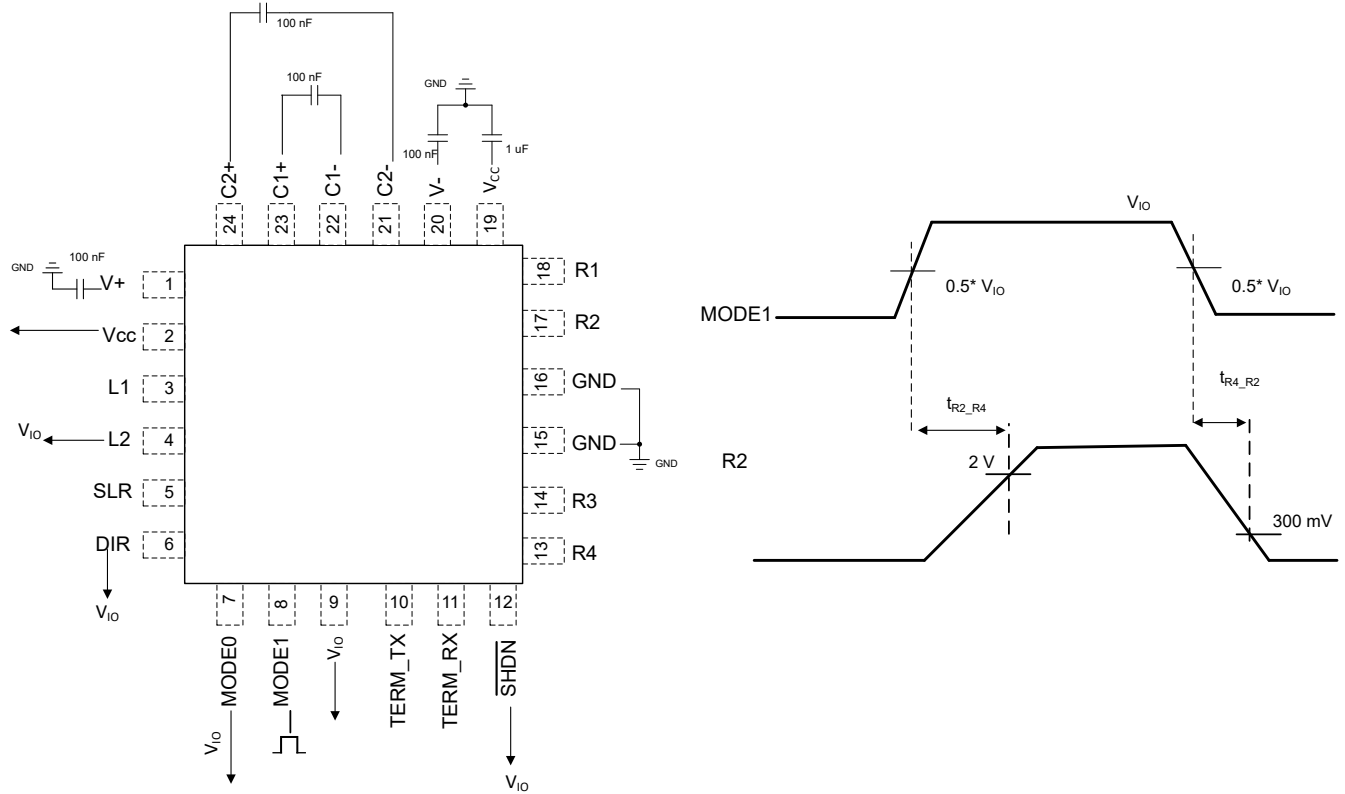 100 nF
100 nF
GND
100 nF
1 uF
C2+
C1+
C1-
C2-
V-
VCC
24
23
22
21
20
19
GND
100 nF
V+
1
Vcc
2
L1
3
VIO
L2
4
SLR
5
DIR
6
VIO
18
R1
17
R2
16
GND
15
GND
GND
14
R3
13
R4
7
8
9
10
11
12
MODE0
MODE1
VIO
TERM_TX
TERM_RX
SHDN
VIO
VIO
VIO
0.5* VIO
0.5* VIO
MODE1
tR2_R4
tR4_R2
R2
2 V
300 mV